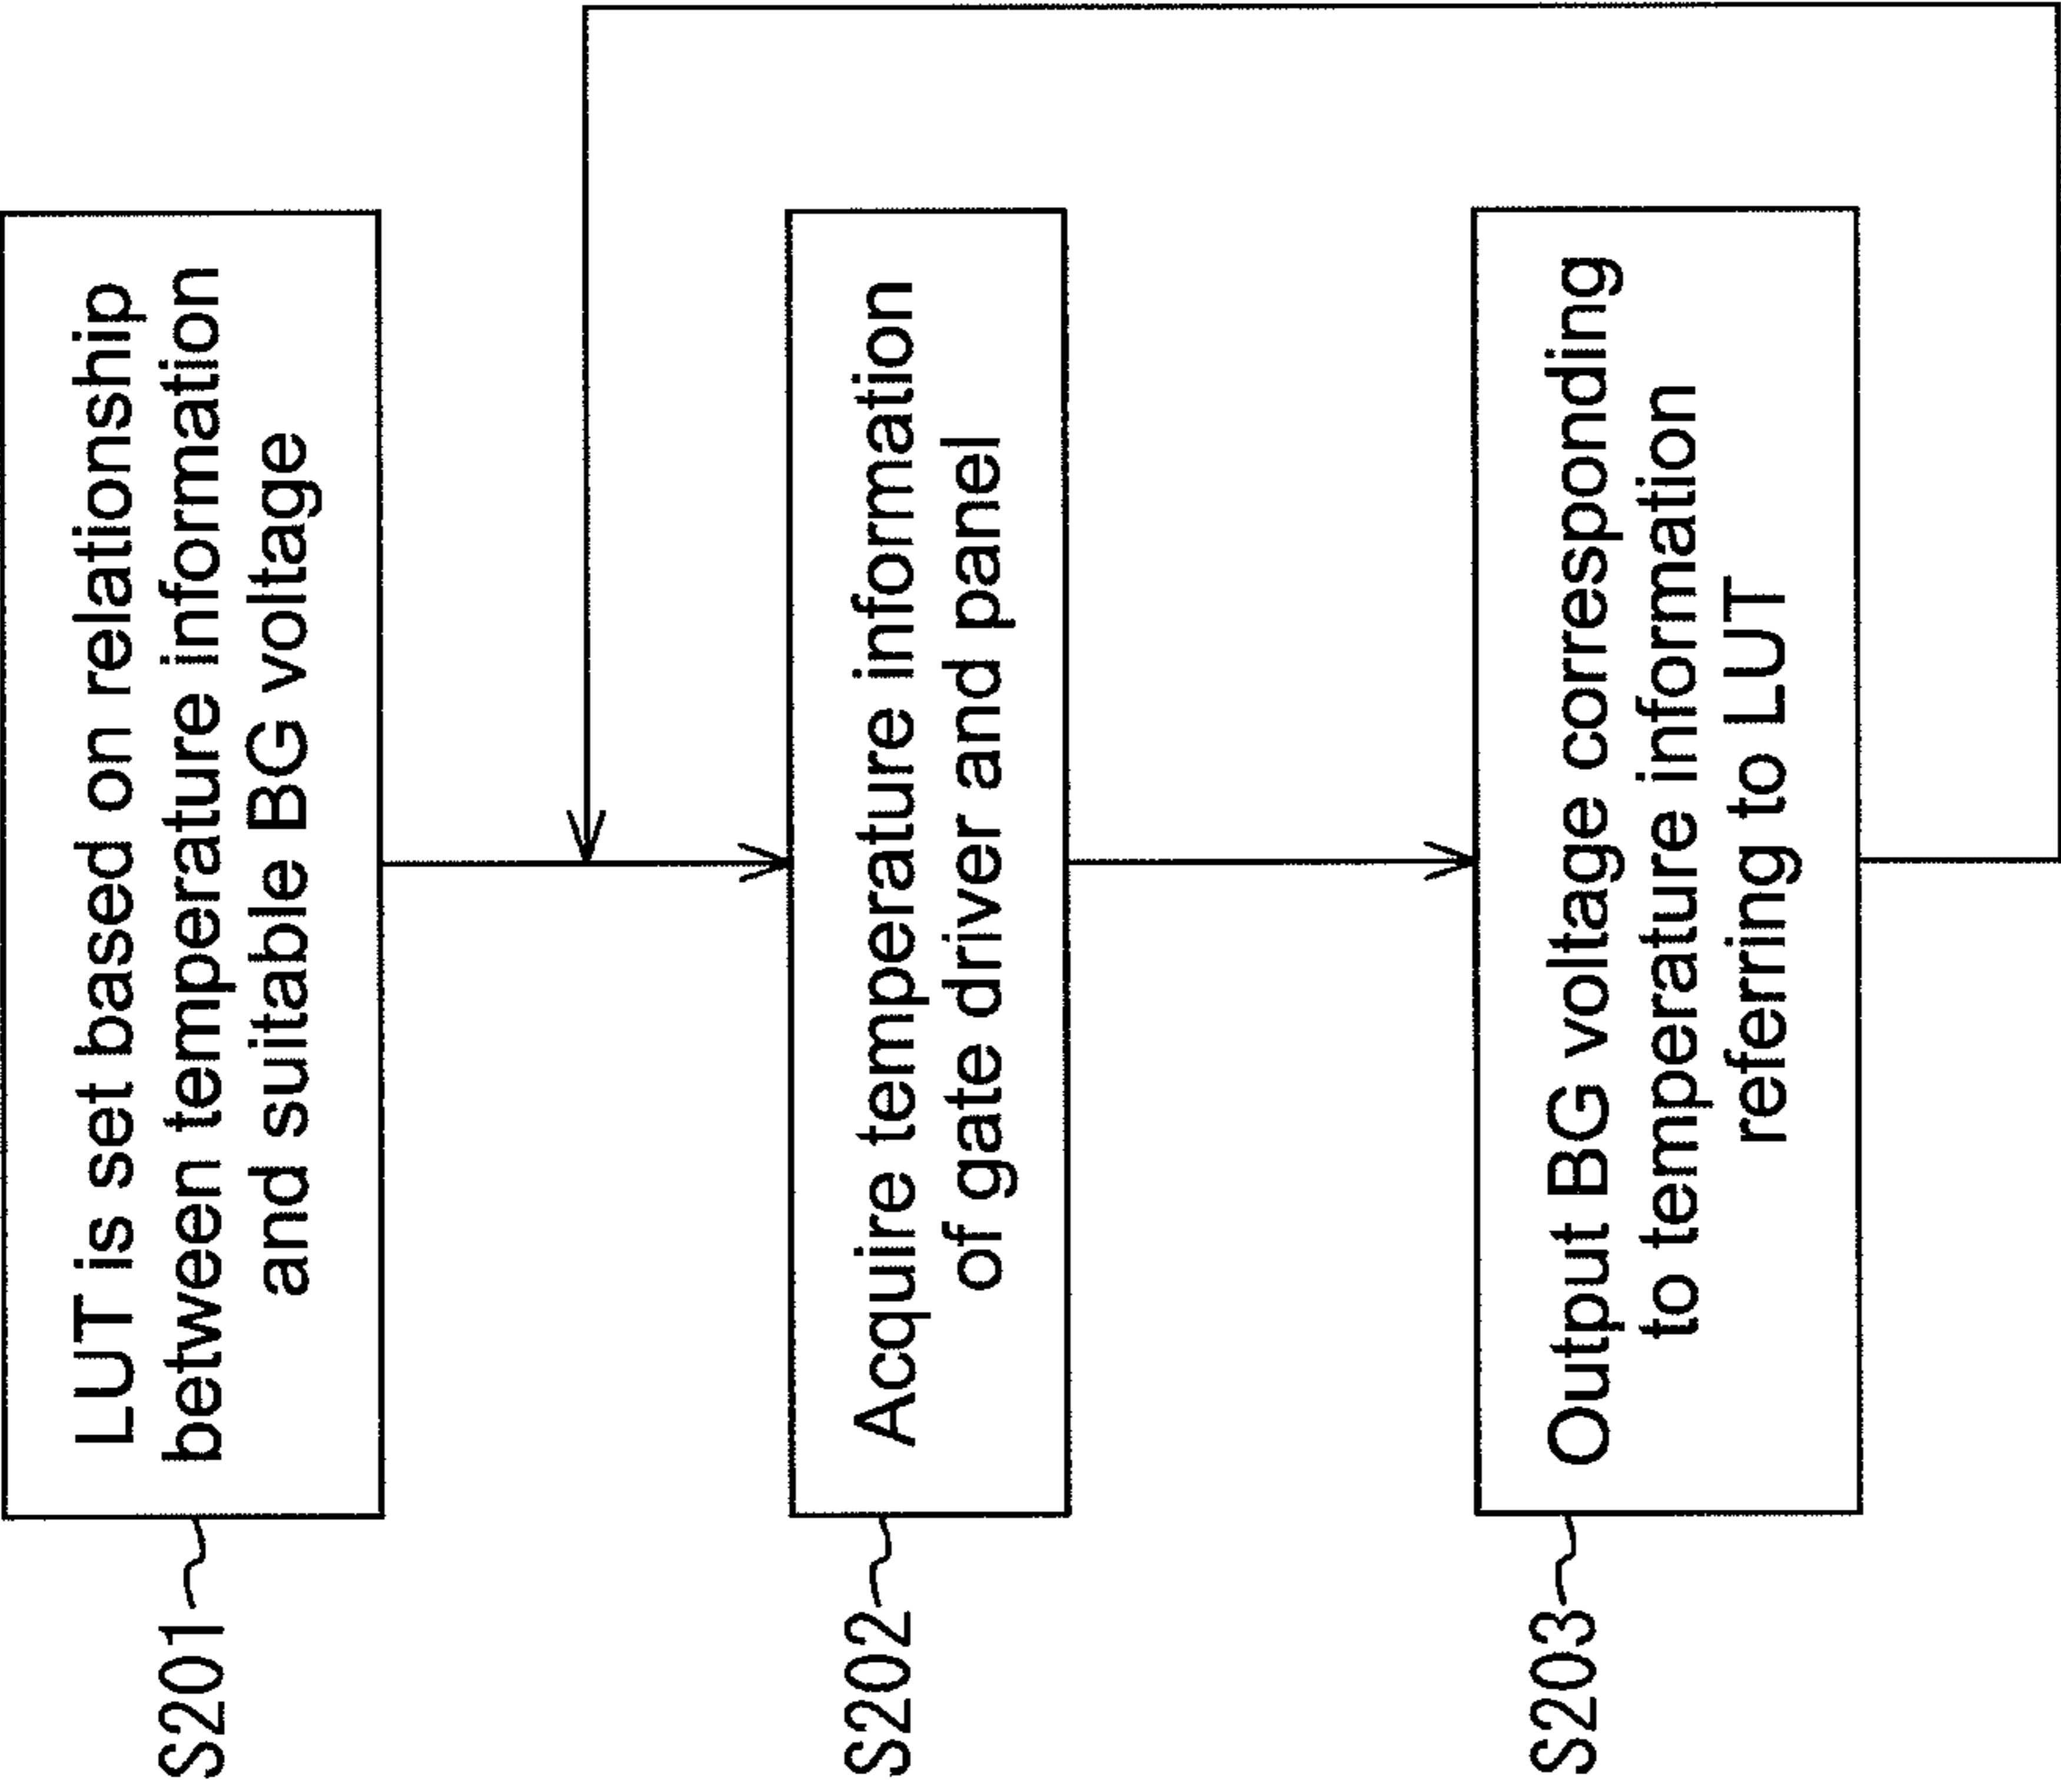 S201
LUT is set based on relationship
between temperature information
and suitable BG voltage
S202
Acquire temperature information
of gate driver and panel
S203
Output BG voltage corresponding
to temperature information
referring to LUT